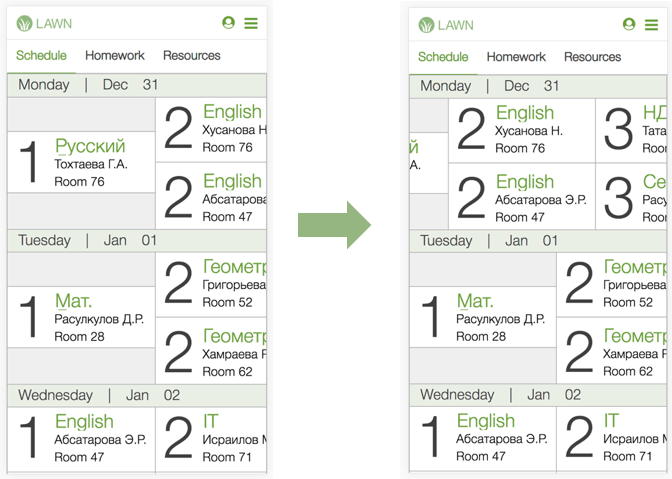 LAWN
Schedule Homework Resources
Monday | Dec 31
1
Русский
Тохтаева Г.А.
Room 76
2
English
Хусанова Н
Room 76
2
English
Абсатарова
Room 47
Tuesday | Jan 01
1
Мат.
Расулкулов Д.Р.
Room 28
2
Геометр
Григорьева
Room 52
2
Геометр
Хамраева Р
Room 62
Wednesday | Jan 02
1
English
Абсатарова Э.Р.
Room 47
2
IT
Исраилов М
Room 71
LAWN
Schedule Homework Resources
Monday | Dec 31
й
А.
2
English
Хусанова Н.
Room 76
3
НД
Тата
Room
2
English
Абсатарова Э.Р.
Room 47
3
Се
Расу
Room
Tuesday | Jan 01
1
Мат.
Расулкулов Д.Р.
Room 28
2
Геометр
Григорьева
Room 52
2
Геометр
Хамраева Р
Room 62
Wednesday | Jan 02
1
English
Абсатарова Э.Р.
Room 47
2
IT
Исраилов М
Room 71